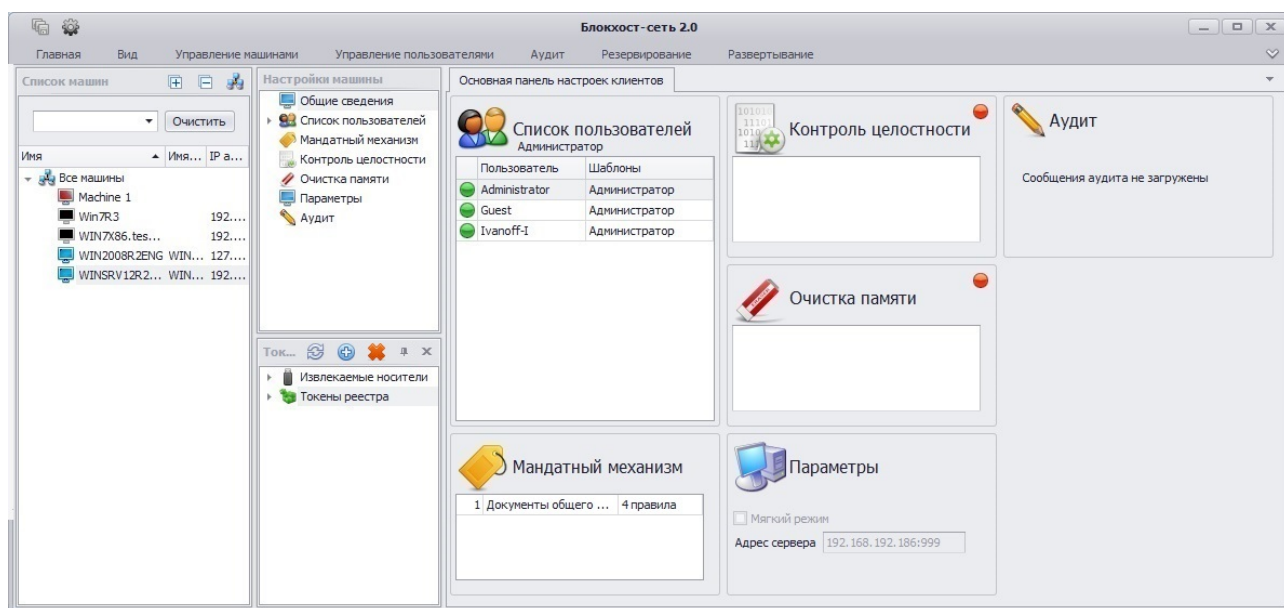 Блокхост-сеть 2.0
Главная Вид Управление машинами Управление пользователями Аудит Резервирование Развертывание
Список машин
Очистить
Имя Имя... IP a...
Все машины
Machine 1
Win7R3 192....
WIN7X86.tes... 192....
WIN2008R2ENG WIN... 127....
WINSRV12R2... WIN... 192....
Настройки машины
Общие сведения
Список пользователей
Мандатный механизм
Контроль целостности
Очистка памяти
Параметры
Аудит
Ток...
Извлекаемые носители
Токены реестра
Основная панель настроек клиентов
Список пользователей
Администратор
Пользователь Шаблоны
Administrator Администратор
Guest Администратор
Ivanoff-I Администратор
Контроль целостности
Аудит
Сообщения аудита не загружены
Очистка памяти
Мандатный механизм
1 Документы общего ... 4 правила
Параметры
Мягкий режим
Адрес сервера 192.168.192.186:999